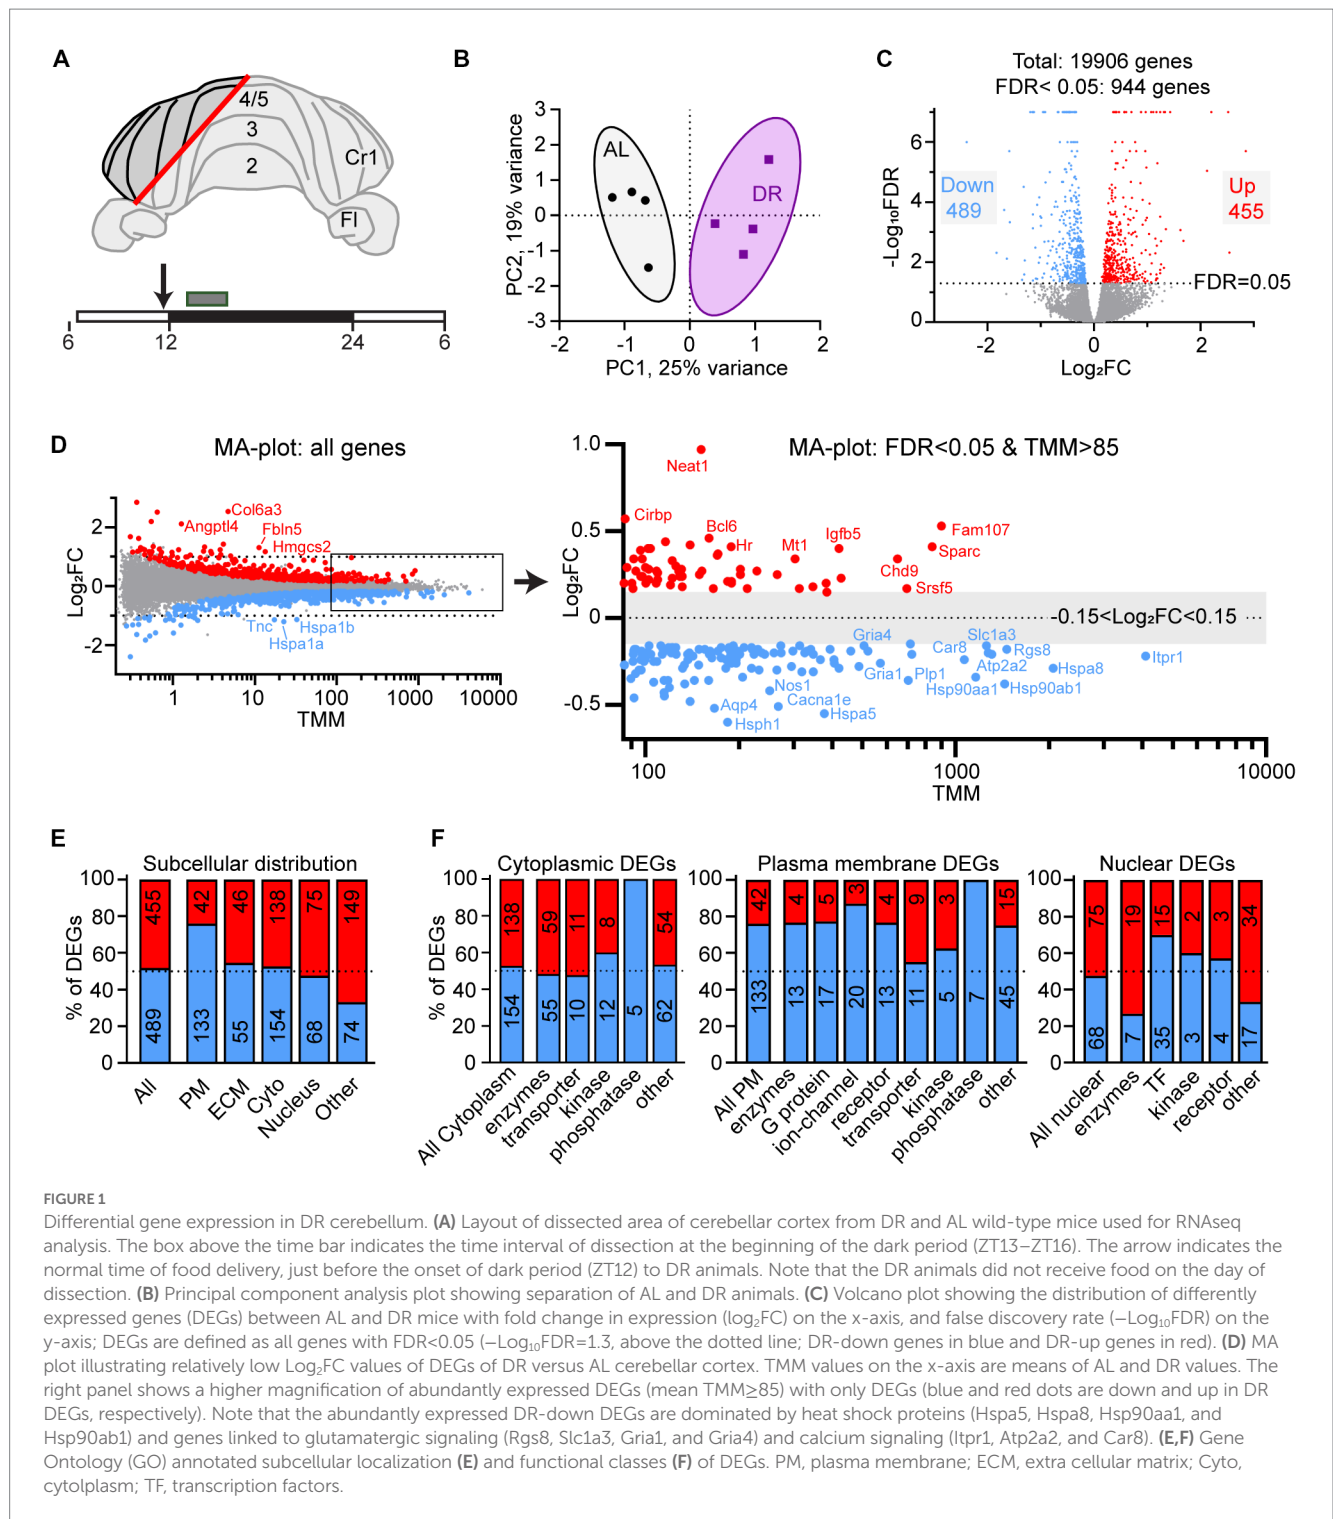 A
4/5
3
2
Cr1
Fl
6
12
24
6
B
3
2
1
0
-1
-2
-3
PC2, 19% variance
AL
DR
-2
-1
0
1
2
PC1, 25% variance
C
Total: 19906 genes
FDR< 0.05: 944 genes
6
4
2
0
-Log₁₀FDR
Down
489
Up
455
FDR=0.05
-2
0
2
Log₂FC
D
MA-plot: all genes
2
0
-2
Log₂FC
Col6a3
Angptl4
Fbln5
Hmgcs2
Tnc
Hspa1b
Hspa1a
1
10
100
1000
10000
TMM
MA-plot: FDR<0.05 & TMM>85
1.0
0.5
0
-0.5
Log₂FC
Neat1
Cirbp
Bcl6
Hr
Mt1
Igfb5
Fam107
Sparc
Chd9
Srsf5
-0.15<Log₂FC<0.15
Gria4
Slc1a3
Car8
Rgs8
Itpr1
Gria1
Plp1
Atp2a2
Hspa8
Nos1
Hsp90aa1
Hsp90ab1
Aqp4
Cacna1e
Hsph1
Hspa5
100
1000
10000
TMM
E
Subcellular distribution
100
80
60
40
20
0
% of DEGs
455
42
46
138
75
149
489
133
55
154
68
74
All
PM
ECM
Cyto
Nucleus
Other
F
Cytoplasmic DEGs
100
80
60
40
20
0
% of DEGs
138
59
11
8
54
154
55
10
12
5
62
All Cytoplasm
enzymes
transporter
kinase
phosphatase
other
Plasma membrane DEGs
100
80
60
40
20
0
42
4
5
3
4
9
3
15
133
13
17
20
13
11
5
7
45
All PM
enzymes
G protein
ion-channel
receptor
transporter
kinase
phosphatase
other
Nuclear DEGs
100
80
60
40
20
0
75
19
15
2
3
34
68
7
35
3
4
17
All nuclear
enzymes
TF
kinase
receptor
other
FIGURE 1
Differential gene expression in DR cerebellum. (A) Layout of dissected area of cerebellar cortex from DR and AL wild-type mice used for RNAseq
analysis. The box above the time bar indicates the time interval of dissection at the beginning of the dark period (ZT13–ZT16). The arrow indicates the
normal time of food delivery, just before the onset of dark period (ZT12) to DR animals. Note that the DR animals did not receive food on the day of
dissection. (B) Principal component analysis plot showing separation of AL and DR animals. (C) Volcano plot showing the distribution of differently
expressed genes (DEGs) between AL and DR mice with fold change in expression (log₂FC) on the x-axis, and false discovery rate (−Log₁₀FDR) on the
y-axis; DEGs are defined as all genes with FDR<0.05 (−Log₁₀FDR=1.3, above the dotted line; DR-down genes in blue and DR-up genes in red). (D) MA
plot illustrating relatively low Log₂FC values of DEGs of DR versus AL cerebellar cortex. TMM values on the x-axis are means of AL and DR values. The
right panel shows a higher magnification of abundantly expressed DEGs (mean TMM≥85) with only DEGs (blue and red dots are down and up in DR
DEGs, respectively). Note that the abundantly expressed DR-down DEGs are dominated by heat shock proteins (Hspa5, Hspa8, Hsp90aa1, and
Hsp90ab1) and genes linked to glutamatergic signaling (Rgs8, Slc1a3, Gria1, and Gria4) and calcium signaling (Itpr1, Atp2a2, and Car8). (E,F) Gene
Ontology (GO) annotated subcellular localization (E) and functional classes (F) of DEGs. PM, plasma membrane; ECM, extra cellular matrix; Cyto,
cytolplasm; TF, transcription factors.